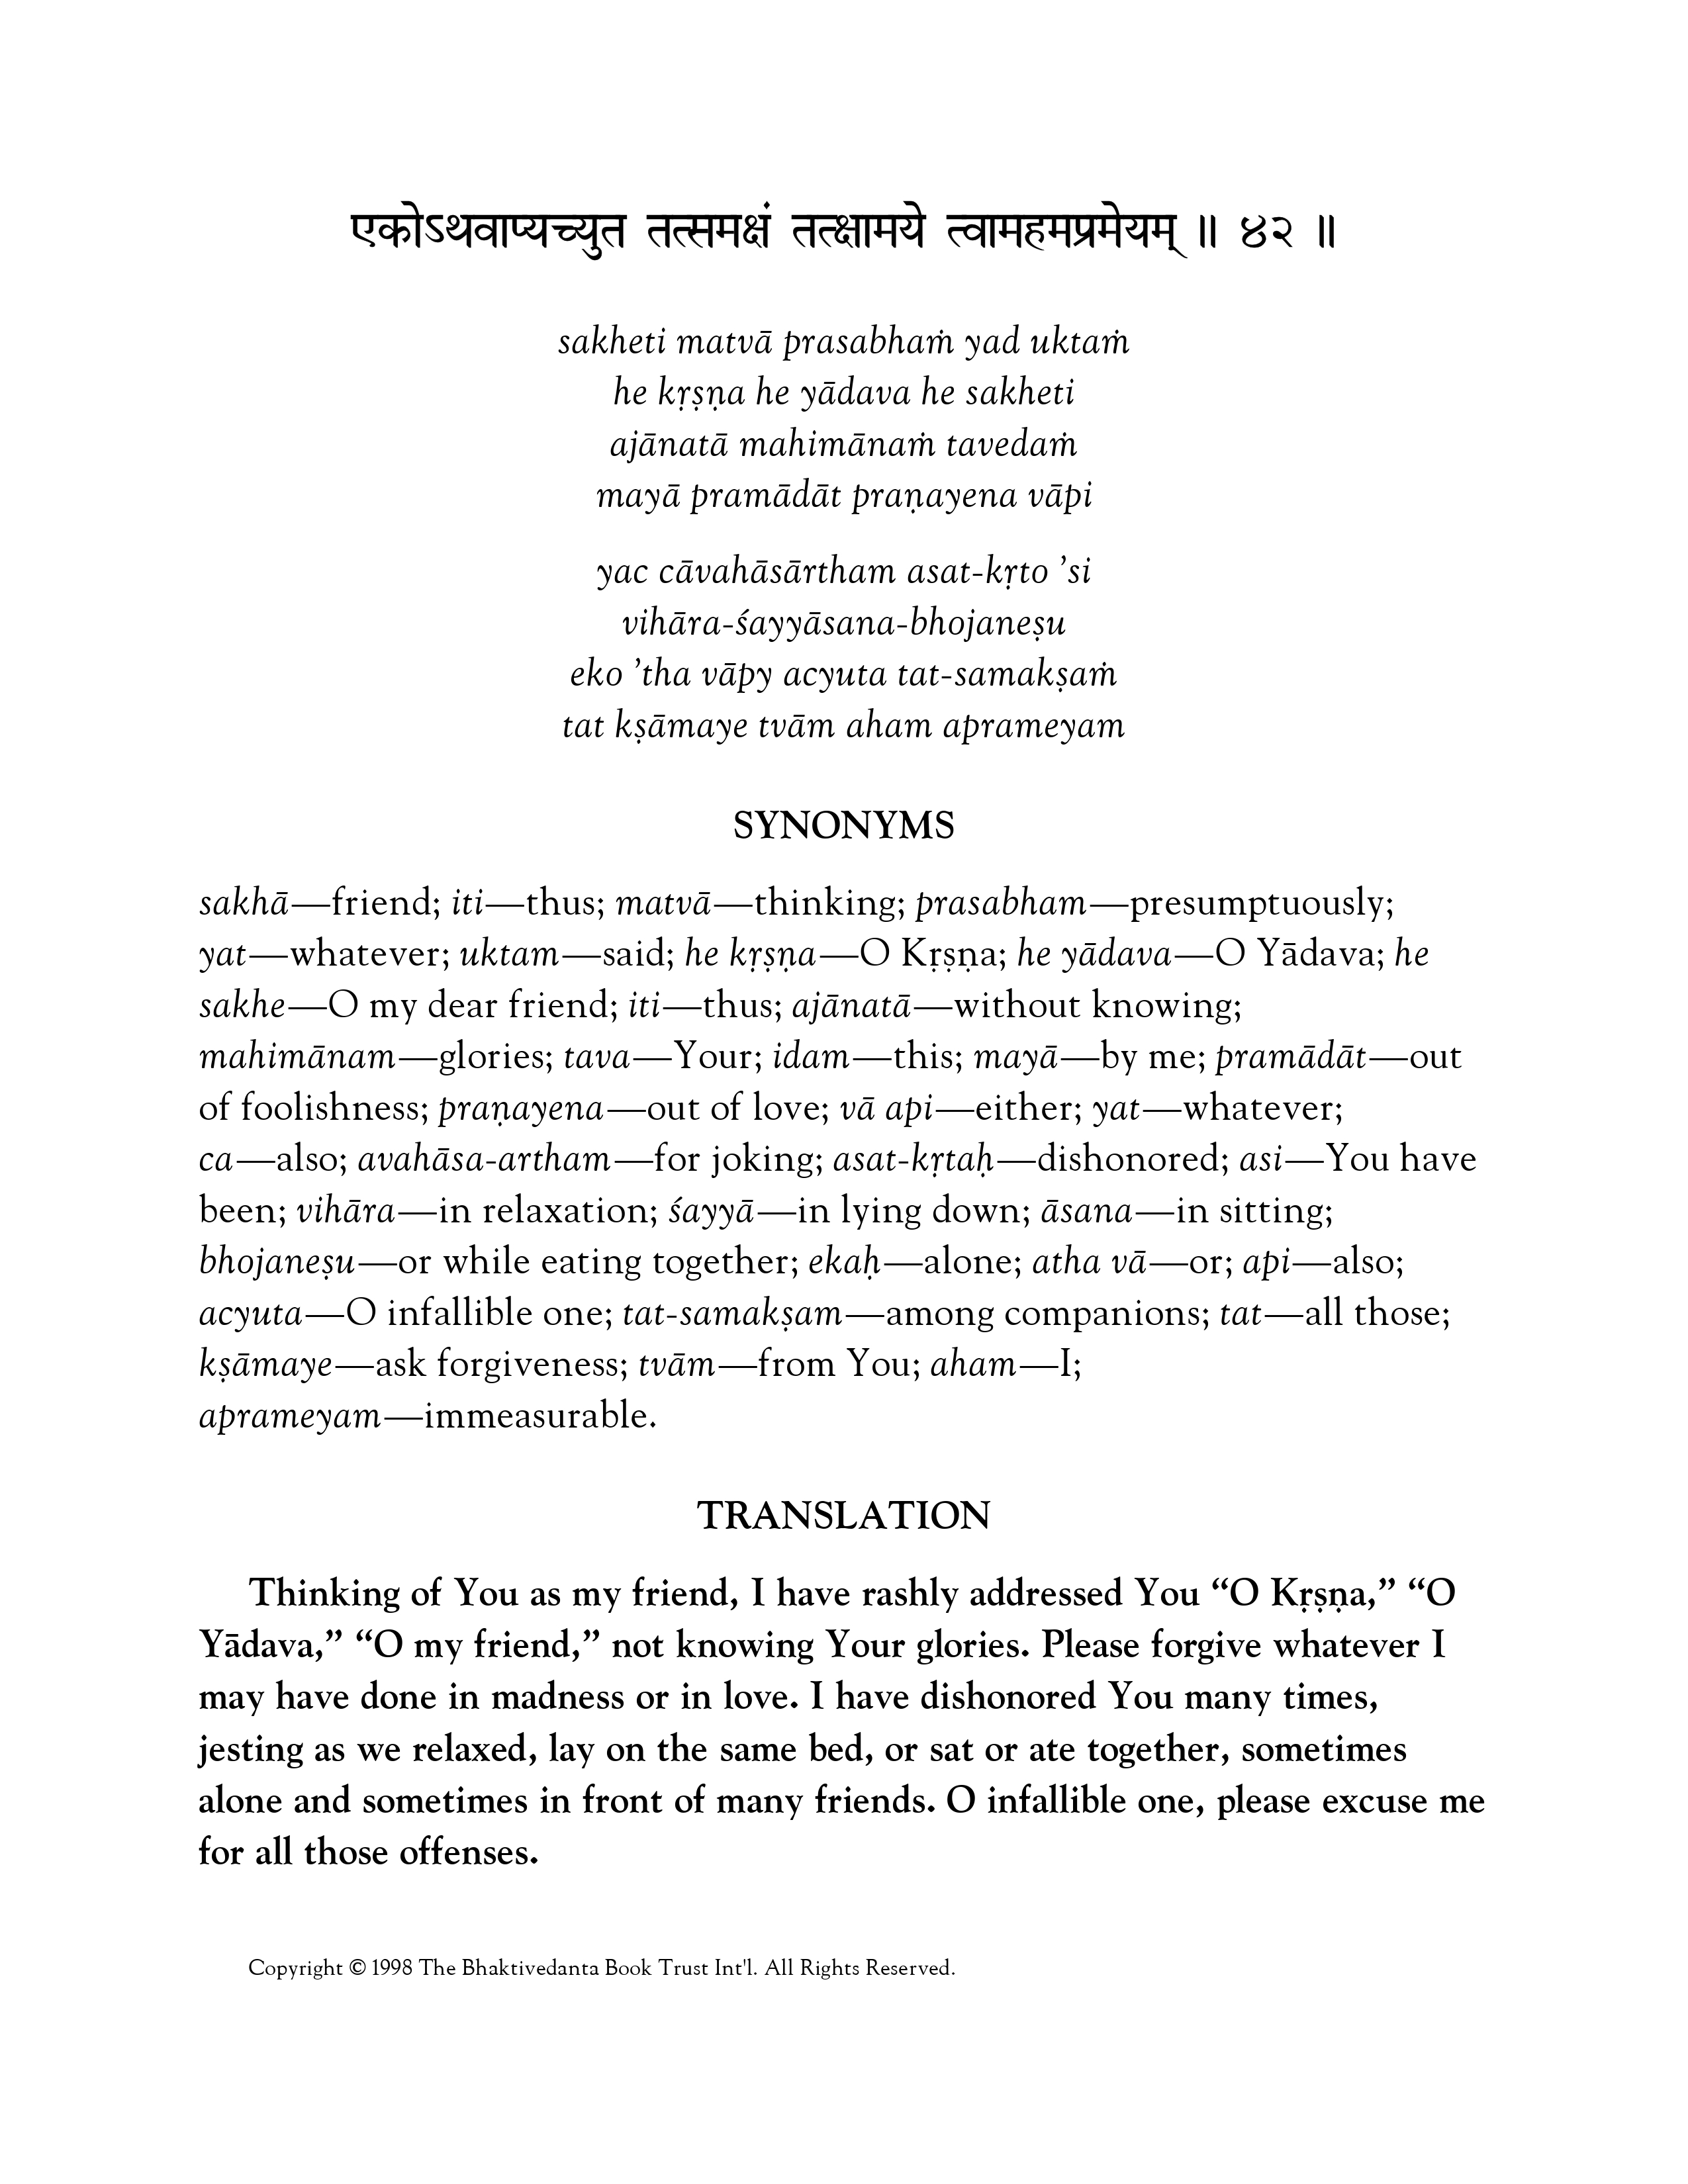 एकोऽथवाप्यच्युत तत्समक्षं तत्क्षामये त्वामहमप्रमेयम् ॥ ४२ ॥
sakheti matvā prasabhaṁ yad uktaṁ
he kṛṣṇa he yādava he sakheti
ajānatā mahimānaṁ tavedaṁ
mayā pramādāt praṇayena vāpi
yac cāvahāsārtham asat-kṛto ’si
vihāra-śayyāsana-bhojaneṣu
eko ’tha vāpy acyuta tat-samakṣaṁ
tat kṣāmaye tvām aham aprameyam
SYNONYMS
sakhā—friend; iti—thus; matvā—thinking; prasabham—presumptuously;
yat—whatever; uktam—said; he kṛṣṇa—O Kṛṣṇa; he yādava—O Yādava; he
sakhe—O my dear friend; iti—thus; ajānatā—without knowing;
mahimānam—glories; tava—Your; idam—this; mayā—by me; pramādāt—out
of foolishness; praṇayena—out of love; vā api—either; yat—whatever;
ca—also; avahāsa-artham—for joking; asat-kṛtaḥ—dishonored; asi—You have
been; vihāra—in relaxation; śayyā—in lying down; āsana—in sitting;
bhojaneṣu—or while eating together; ekaḥ—alone; atha vā—or; api—also;
acyuta—O infallible one; tat-samakṣam—among companions; tat—all those;
kṣāmaye—ask forgiveness; tvām—from You; aham—I;
aprameyam—immeasurable.
TRANSLATION
Thinking of You as my friend, I have rashly addressed You “O Kṛṣṇa,” “O
Yādava,” “O my friend,” not knowing Your glories. Please forgive whatever I
may have done in madness or in love. I have dishonored You many times,
jesting as we relaxed, lay on the same bed, or sat or ate together, sometimes
alone and sometimes in front of many friends. O infallible one, please excuse me
for all those offenses.
Copyright © 1998 The Bhaktivedanta Book Trust Int'l. All Rights Reserved.